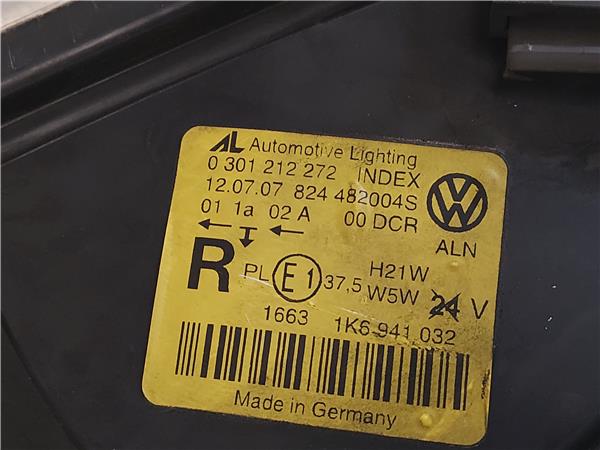 AL Automotive Lighting
0 301 212 272 INDEX
12.07.07 824 482004S
01 1a 02 A 00 DCR
ALN
R PL E1 37,5 H21W
W5W 24 V
1663 1K6 941 032
Made in Germany